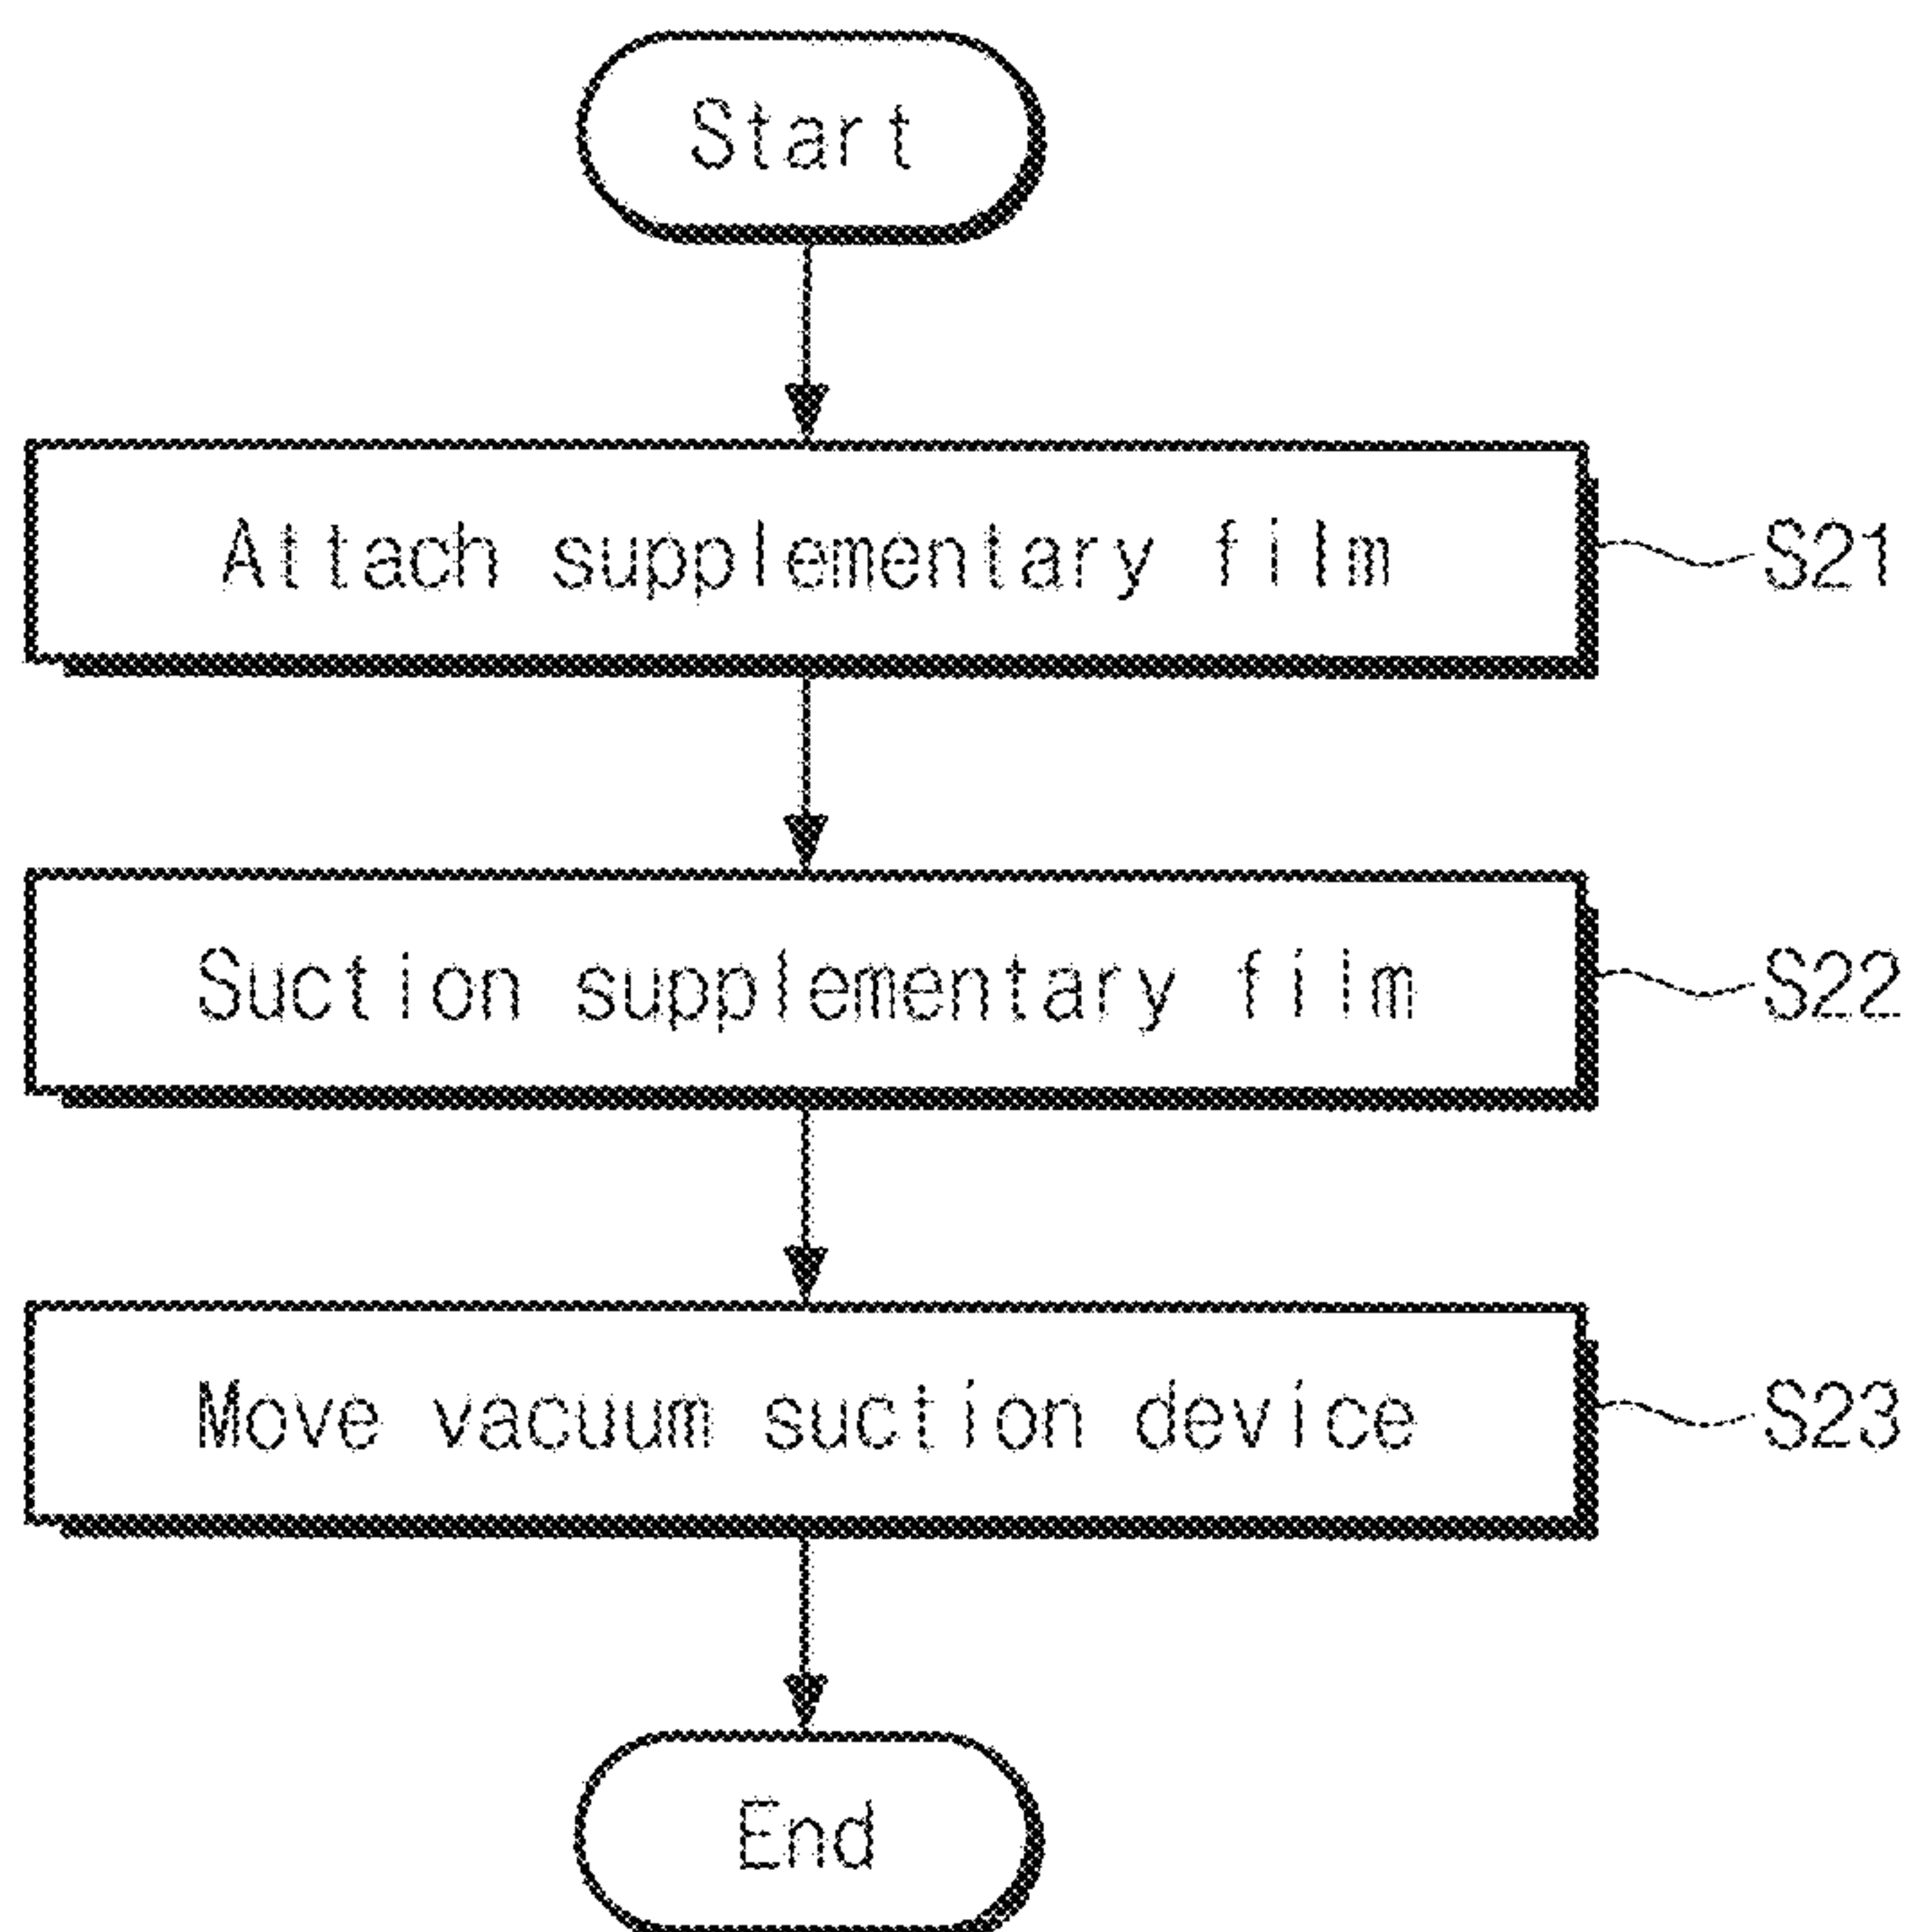 Start
Attach supplementary film
S21
Suction supplementary film
S22
Move vacuum suction device
S23
End